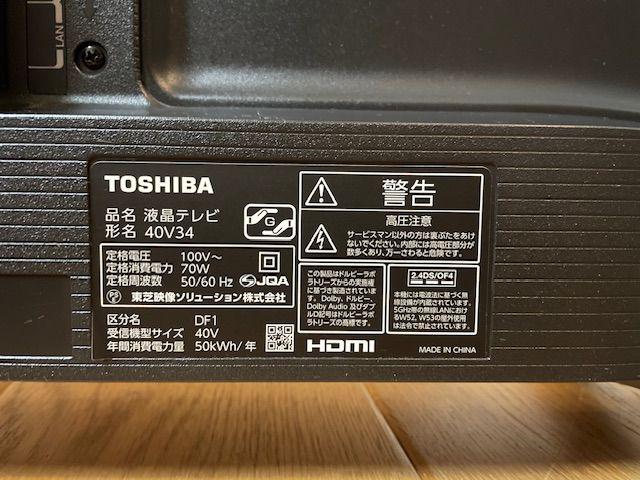 LAN
TOSHIBA
品名 液晶テレビ
形名 40V34
G
定格電圧 100V~
定格消費電力 70W
定格周波数 50/60 Hz
JQA
東芝映像ソリューション株式会社
区分名 DF1
受信機型サイズ 40V
年間消費電力量 50kWh/年
警告
高圧注意
サービスマン以外の方は裏ぶたをあけ
ないでください。内部には高電圧部分が
数多くあり、万一さわると危険です。
この製品はドルビーラボ
ラトリーズからの実施権
に基づき製造されていま
す。Dolby、ドルビー、
Dolby Audio 及びダブ
ルD記号はドルビーラボ
ラトリーズの商標です。
2.4DS/OF4
本機には電波法に基づく無
線設備が内蔵されています。
5GHz帯の無線LANにおけ
るW52, W53の屋外使用
は法令で禁止されています。
HDMI
MADE IN CHINA